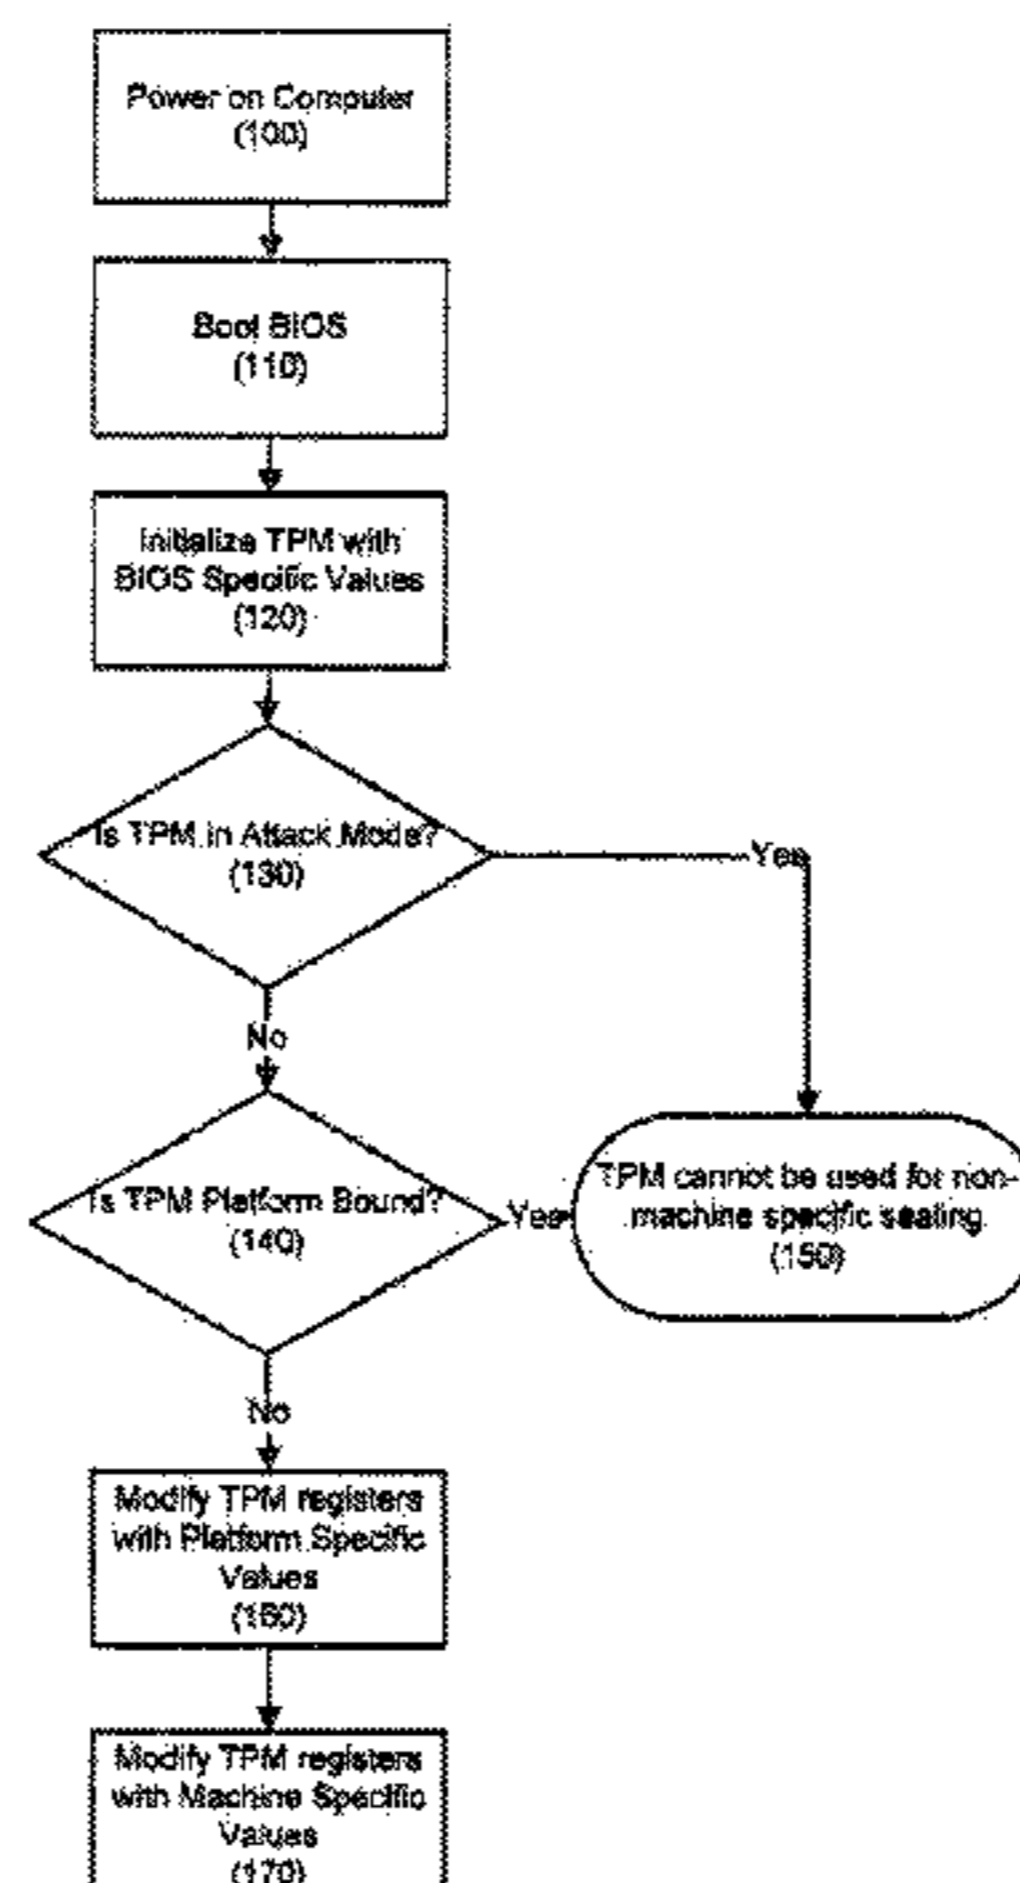 Power on Computer
(100)
Boot BIOS
(110)
Initialize TPM with
BIOS Specific Values
(120)
Is TPM in Attack Mode?
(130)
Yes
No
Is TPM Platform Bound?
(140)
Yes
TPM cannot be used for non-
machine specific sealing
(150)
No
Modify TPM registers
with Platform Specific
Values
(160)
Modify TPM registers
with Machine Specific
Values
(170)